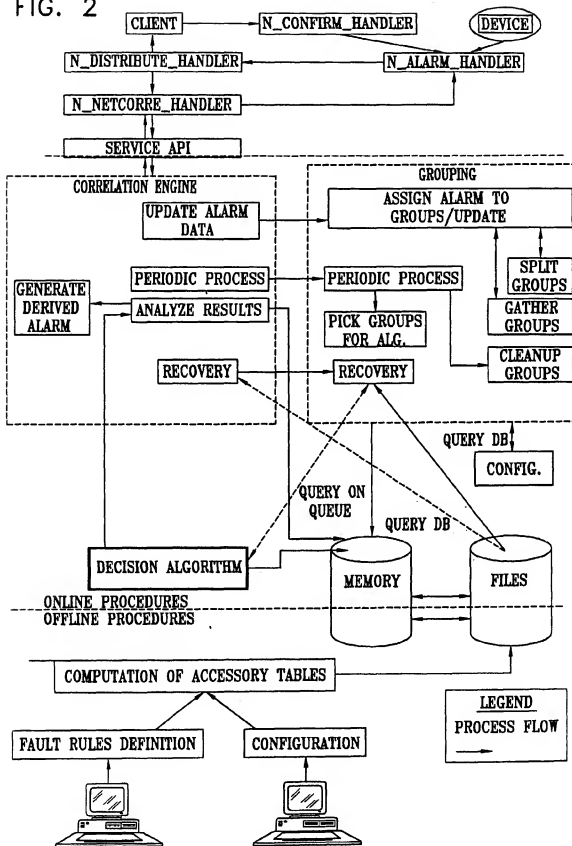 FIG. 2
CLIENT
N_CONFIRM_HANDLER
DEVICE
N_DISTRIBUTE_HANDLER
N_ALARM_HANDLER
N_NETCORRE_HANDLER
SERVICE API
CORRELATION ENGINE
UPDATE ALARM
DATA
PERIODIC PROCESS
GENERATE
DERIVED
ALARM
ANALYZE RESULTS
RECOVERY
GROUPING
ASSIGN ALARM TO
GROUPS/UPDATE
SPLIT
GROUPS
PERIODIC PROCESS
GATHER
GROUPS
PICK GROUPS
FOR ALG.
CLEANUP
GROUPS
RECOVERY
QUERY DB
CONFIG.
QUERY ON
QUEUE
QUERY DB
DECISION ALGORITHM
MEMORY
FILES
ONLINE PROCEDURES
OFFLINE PROCEDURES
COMPUTATION OF ACCESSORY TABLES
FAULT RULES DEFINITION
CONFIGURATION
LEGEND
PROCESS FLOW